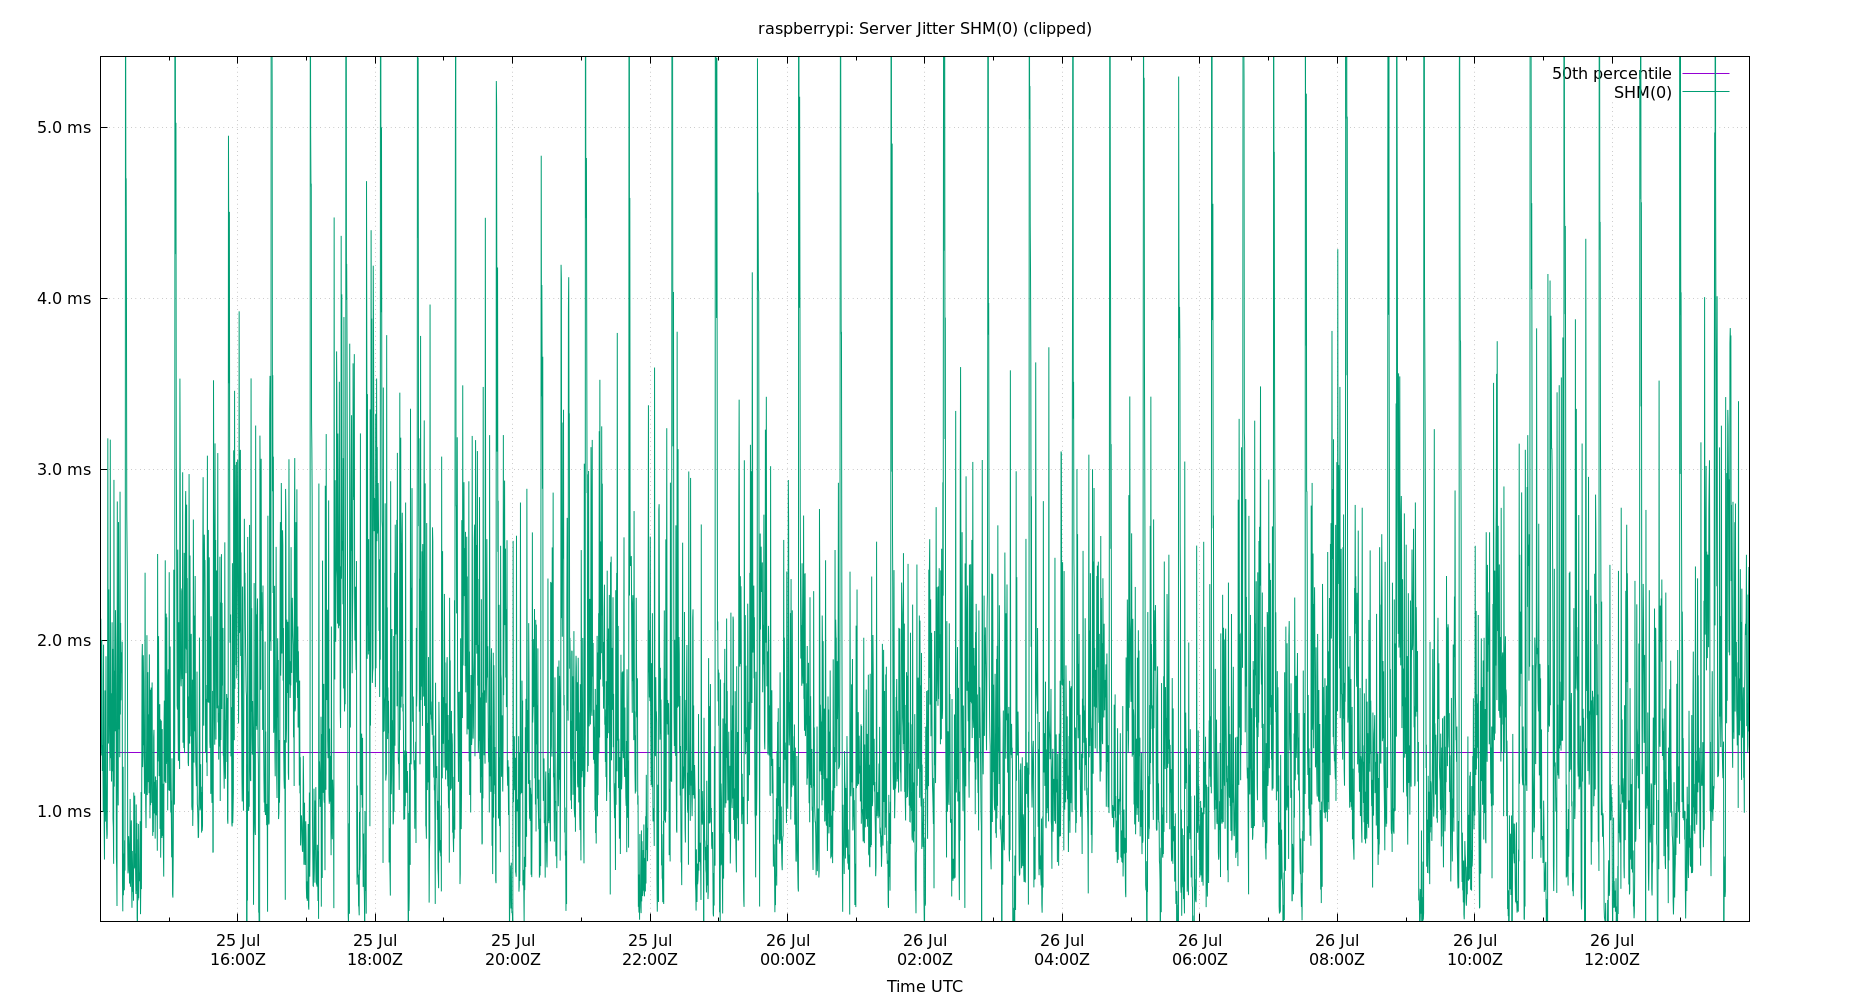 raspberrypi: Server Jitter SHM(0) (clipped)
50th percentile
SHM(0)
5.0 ms
4.0 ms
3.0 ms
2.0 ms
1.0 ms
25 Jul 25 Jul 25 Jul 25 Jul 26 Jul 26 Jul 26 Jul 26 Jul 26 Jul 26 Jul 26 Jul
16:00Z 18:00Z 20:00Z 22:00Z 00:00Z 02:00Z 04:00Z 06:00Z 08:00Z 10:00Z 12:00Z
Time UTC